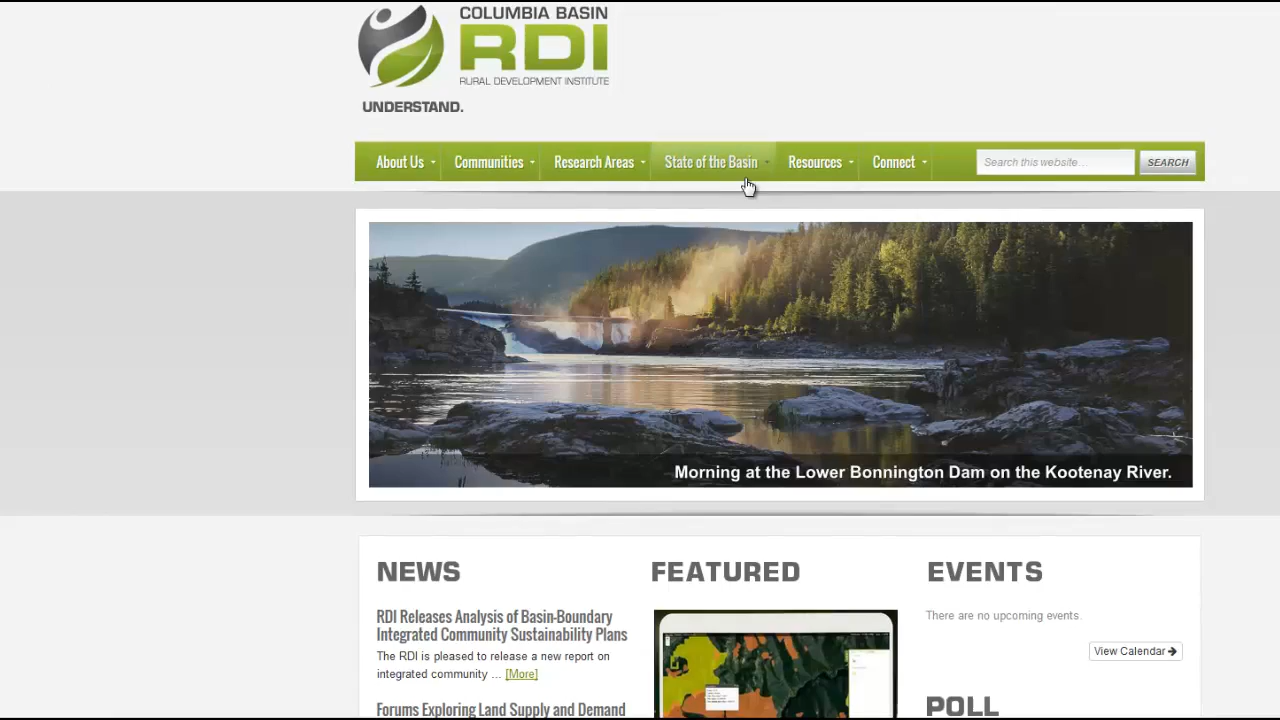 COLUMBIA BASIN
RDI
RURAL DEVELOPMENT INSTITUTE
UNDERSTAND.
About Us
Communities
Research Areas
State of the Basin
Resources
Connect
Search this website…
SEARCH
Morning at the Lower Bonnington Dam on the Kootenay River.
NEWS
RDI Releases Analysis of Basin-Boundary
Integrated Community Sustainability Plans
The RDI is pleased to release a new report on
integrated community … [More]
Forums Exploring Land Supply and Demand
FEATURED
EVENTS
There are no upcoming events.
View Calendar
POLL